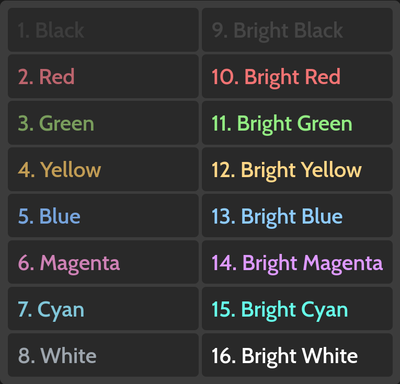 1. Black
9. Bright Black
2. Red
10. Bright Red
3. Green
11. Bright Green
4. Yellow
12. Bright Yellow
5. Blue
13. Bright Blue
6. Magenta
14. Bright Magenta
7. Cyan
15. Bright Cyan
8. White
16. Bright White